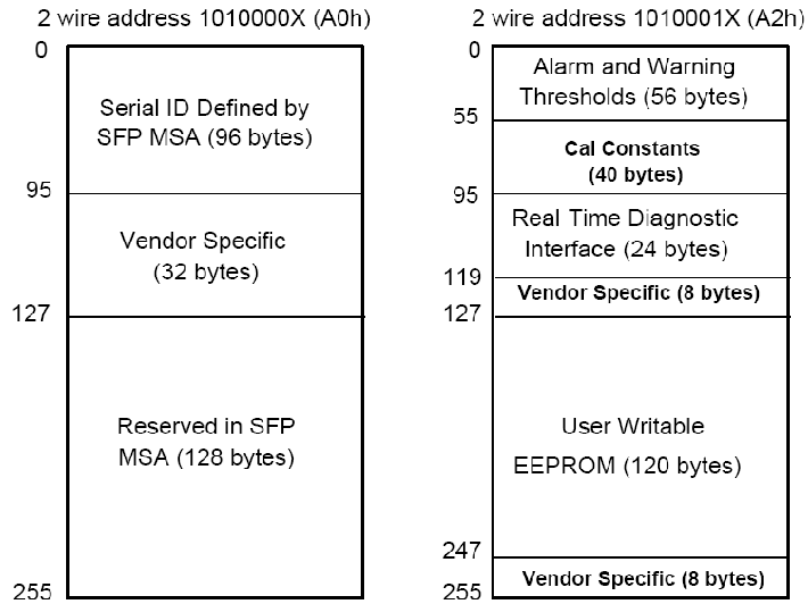 2 wire address 1010000X (A0h)
0
Serial ID Defined by
SFP MSA (96 bytes)
95
Vendor Specific
(32 bytes)
127
Reserved in SFP
MSA (128 bytes)
255
2 wire address 1010001X (A2h)
0
Alarm and Warning
Thresholds (56 bytes)
55
Cal Constants
(40 bytes)
95
Real Time Diagnostic
Interface (24 bytes)
119
Vendor Specific (8 bytes)
127
User Writable
EEPROM (120 bytes)
247
Vendor Specific (8 bytes)
255